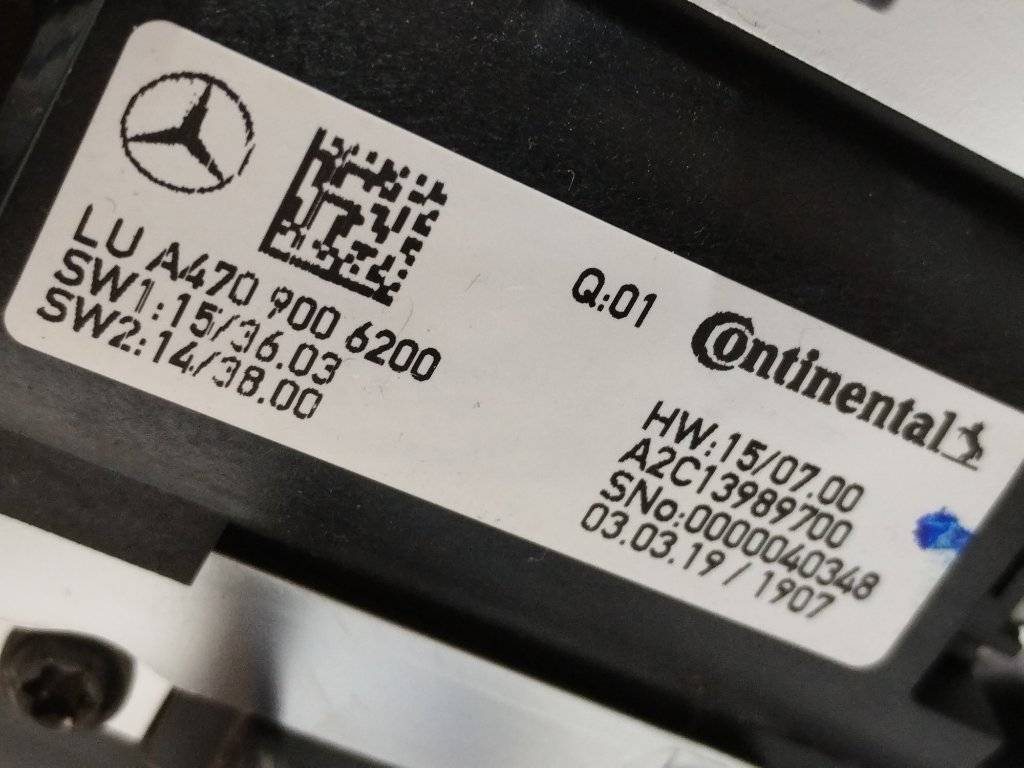 LU A470 900 6200
SW1:15/36.03
SW2:14/38.00
Q:01
Continental
HW:15/07.00
A2C13989700
SNo:0000040348
03.03.19 / 1907